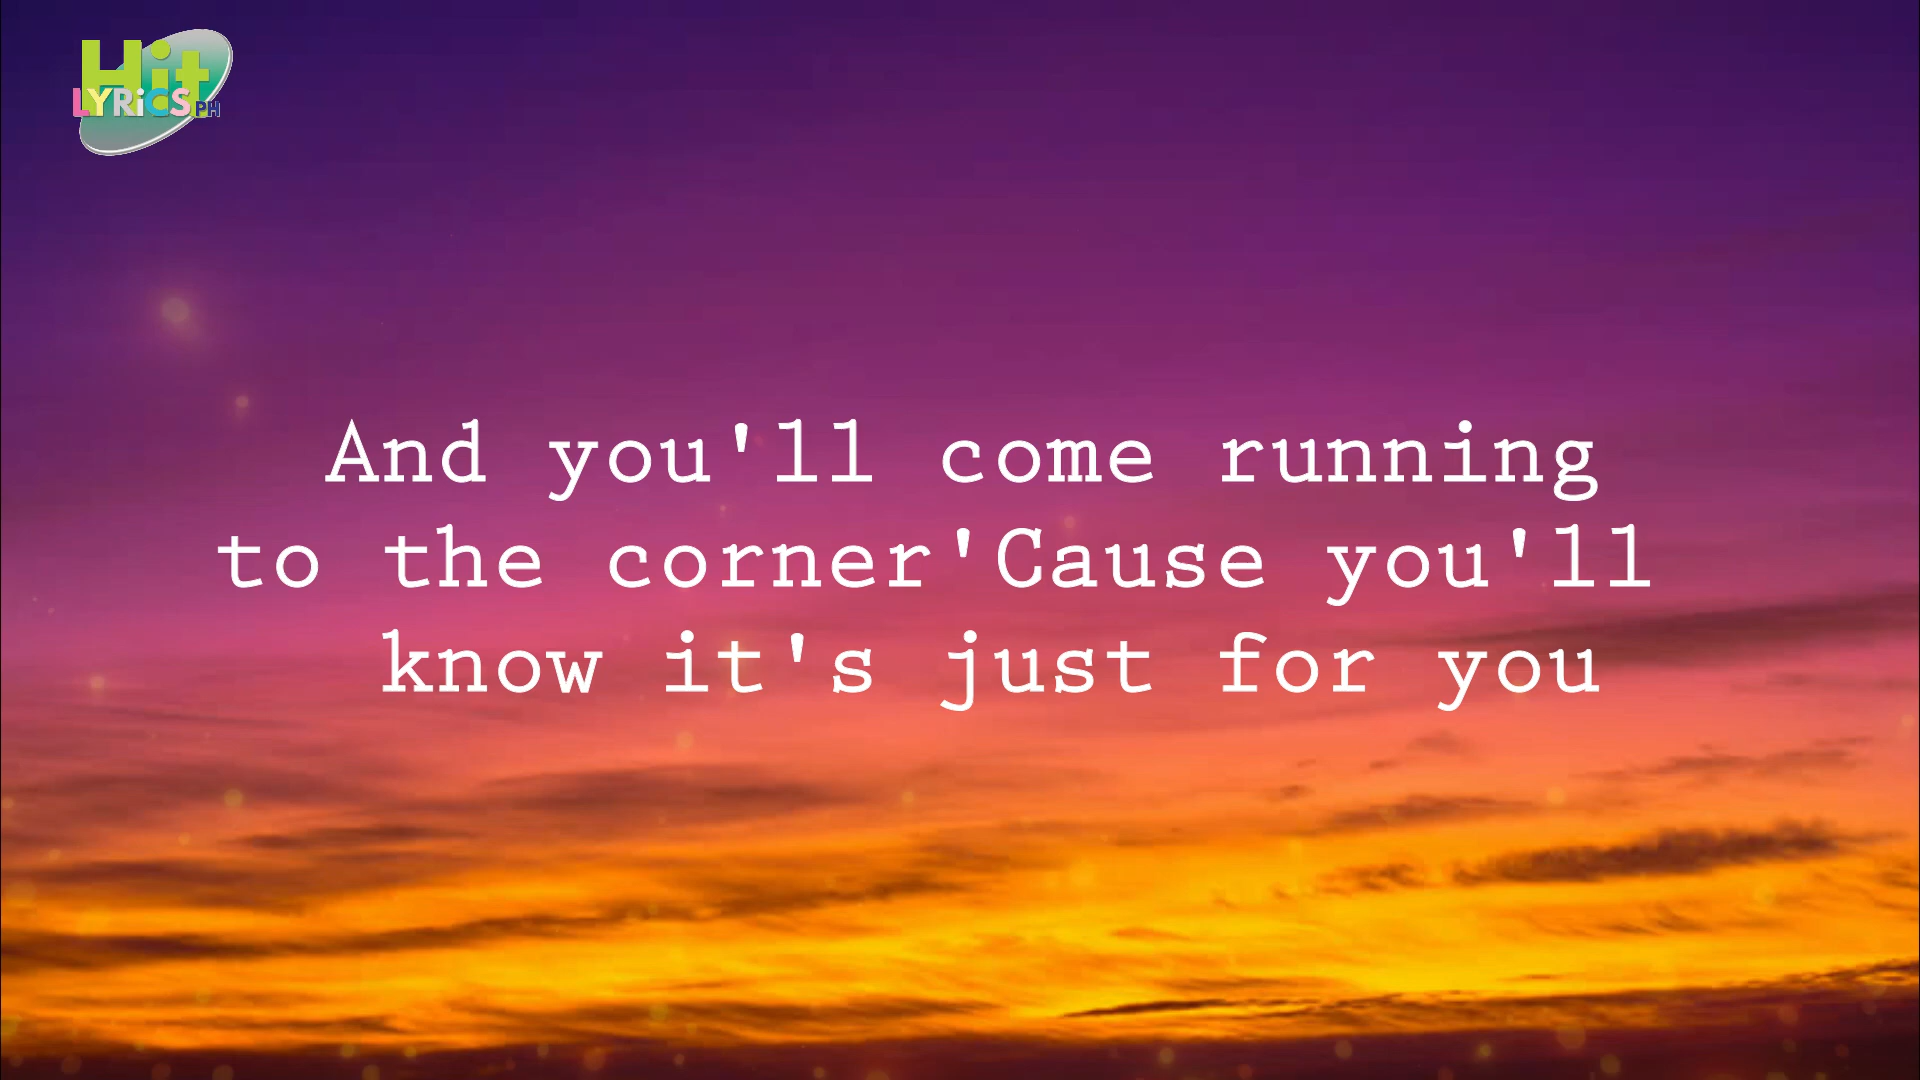 Hit
LYRiCS PH
And you'll come running
to the corner'Cause you'll
know it's just for you